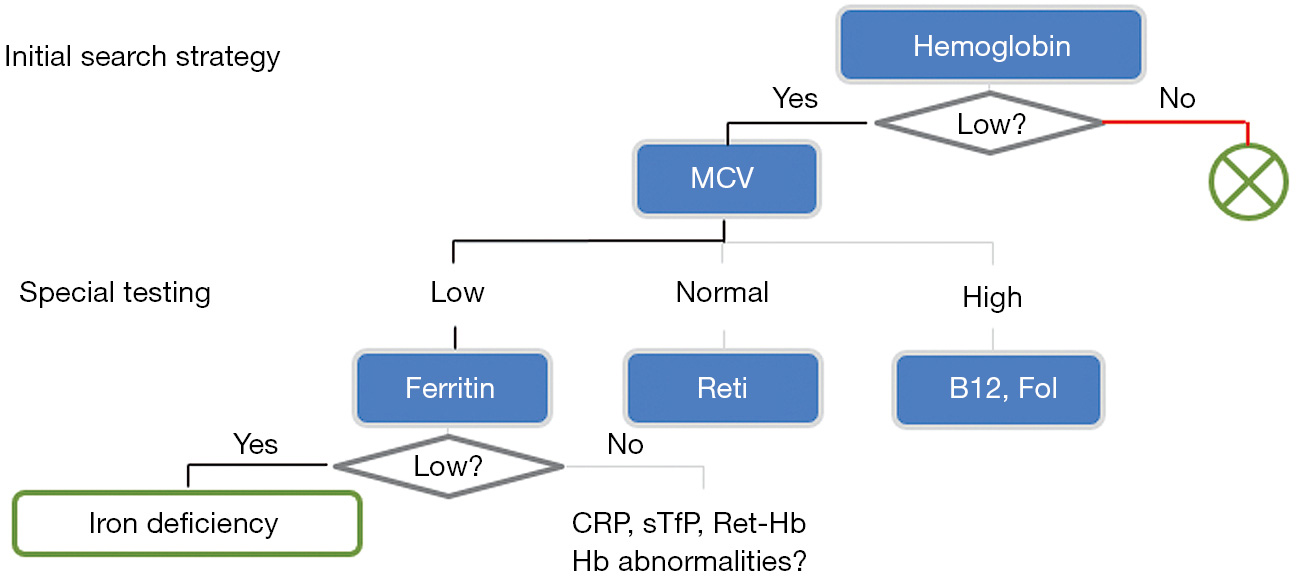 Hemoglobin
Initial search strategy
Yes
No
Low?
MCV
Special testing
Low
Normal
High
Ferritin
Reti
B12, Fol
Yes
No
Low?
Iron deficiency
CRP, sTfP, Ret-Hb
Hb abnormalities?